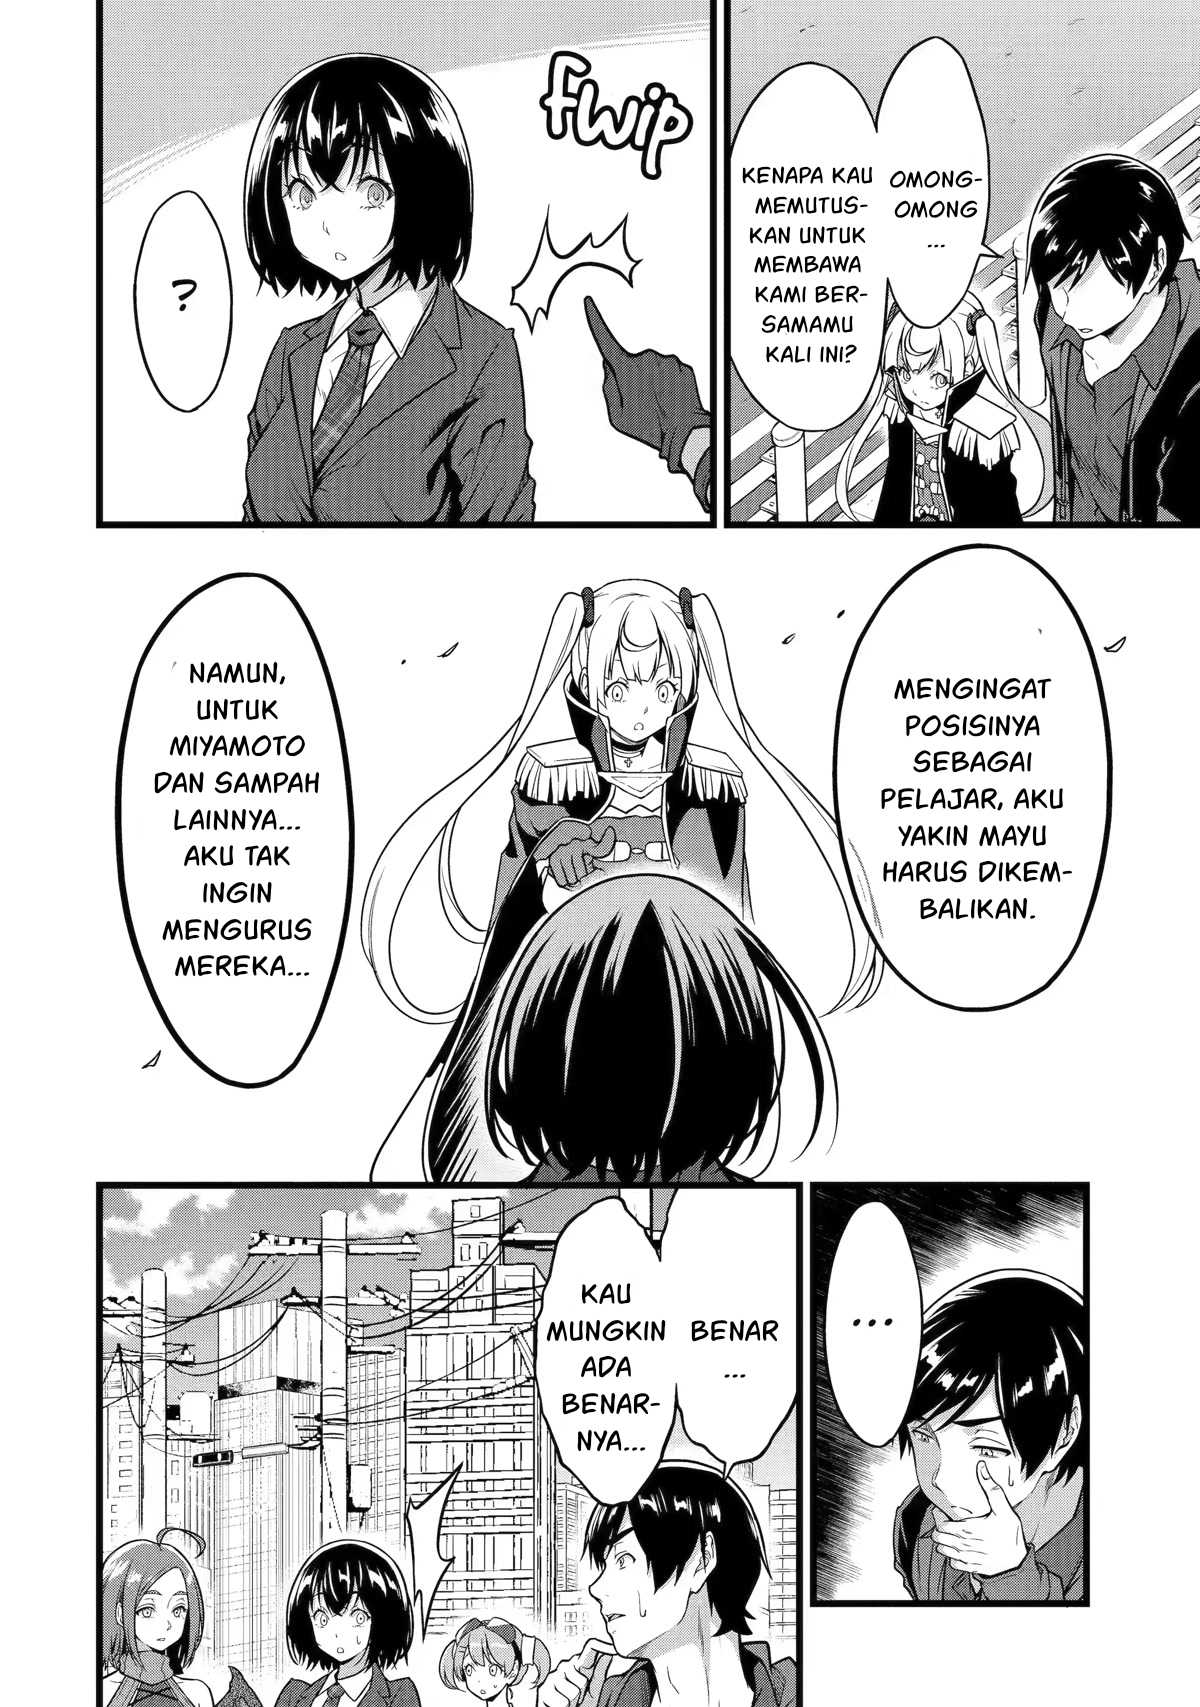 OMONG-
OMONG
...
KENAPA KAU
MEMUTUS-
KAN UNTUK
MEMBAWA
KAMI BER-
SAMAMU
KALI INI?
fwip
?
MENGINGAT
POSISINYA
SEBAGAI
PELAJAR, AKU
YAKIN MAYU
HARUS DIKEM-
BALIKAN.
NAMUN,
UNTUK
MIYAMOTO
DAN SAMPAH
LAINNYA...
AKU TAK
INGIN
MENGURUS
MEREKA...
...
BENAR
...
KAU
MUNGKIN
ADA
BENAR-
NYA...